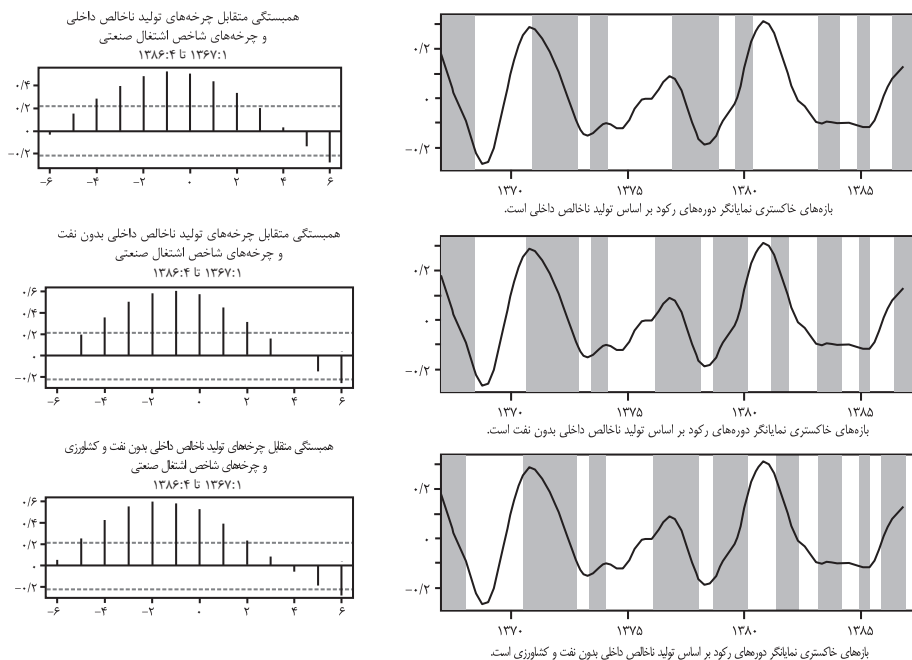 همبستگی متقابل چرخه‌های تولید ناخالص داخلی
و چرخه‌های شاخص اشتغال صنعتی
۱۳۶۷:۱ تا ۱۳۸۶:۴
۰/۴
۰/۲
۰
−۰/۲
−۶ −۴ −۲ ۰ ۲ ۴ ۶
۰/۲
۰
−۰/۲
۱۳۷۰ ۱۳۷۵ ۱۳۸۰ ۱۳۸۵
بازه‌های خاکستری نمایانگر دوره‌های رکود بر اساس تولید ناخالص داخلی است.
همبستگی متقابل چرخه‌های تولید ناخالص داخلی بدون نفت
و چرخه‌های شاخص اشتغال صنعتی
۱۳۶۷:۱ تا ۱۳۸۶:۴
۰/۶
۰/۴
۰/۲
۰
−۰/۲
−۶ −۴ −۲ ۰ ۲ ۴ ۶
۰/۲
۰
−۰/۲
۱۳۷۰ ۱۳۷۵ ۱۳۸۰ ۱۳۸۵
بازه‌های خاکستری نمایانگر دوره‌های رکود بر اساس تولید ناخالص داخلی بدون نفت است.
همبستگی متقابل چرخه‌های تولید ناخالص داخلی بدون نفت و کشاورزی
و چرخه‌های شاخص اشتغال صنعتی
۱۳۶۷:۱ تا ۱۳۸۶:۴
۰/۶
۰/۴
۰/۲
۰
−۰/۲
−۶ −۴ −۲ ۰ ۲ ۴ ۶
۰/۲
۰
−۰/۲
۱۳۷۰ ۱۳۷۵ ۱۳۸۰ ۱۳۸۵
بازه‌های خاکستری نمایانگر دوره‌های رکود بر اساس تولید ناخالص داخلی بدون نفت و کشاورزی است.